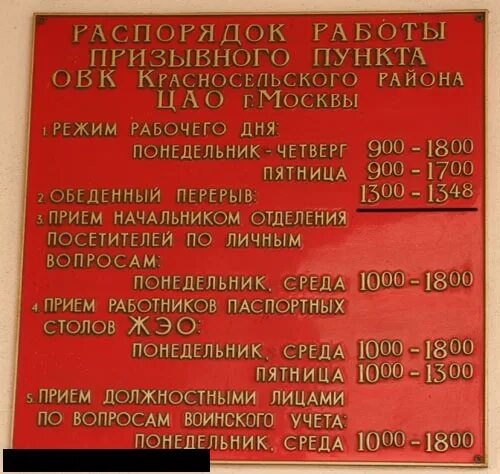 РАСПОРЯДОК РАБОТЫ
ПРИЗЫВНОГО ПУНКТА
ОВК КРАСНОСЕЛЬСКОГО РАЙОНА
ЦАО Г.МОСКВЫ
1. РЕЖИМ РАБОЧЕГО ДНЯ:
ПОНЕДЕЛЬНИК - ЧЕТВЕРГ 900 - 1800
ПЯТНИЦА 900 - 1700
2. ОБЕДЕННЫЙ ПЕРЕРЫВ: 1300 - 1348
3. ПРИЕМ НАЧАЛЬНИКОМ ОТДЕЛЕНИЯ
ПОСЕТИТЕЛЕЙ ПО ЛИЧНЫМ
ВОПРОСАМ:
ПОНЕДЕЛЬНИК, СРЕДА 1000 - 1800
4. ПРИЕМ РАБОТНИКОВ ПАСПОРТНЫХ
СТОЛОВ ЖЭО:
ПОНЕДЕЛЬНИК, СРЕДА 1000 - 1800
ПЯТНИЦА 1000 - 1300
5. ПРИЕМ ДОЛЖНОСТНЫМИ ЛИЦАМИ
ПО ВОПРОСАМ ВОИНСКОГО УЧЕТА:
ПОНЕДЕЛЬНИК, СРЕДА 1000 - 1800